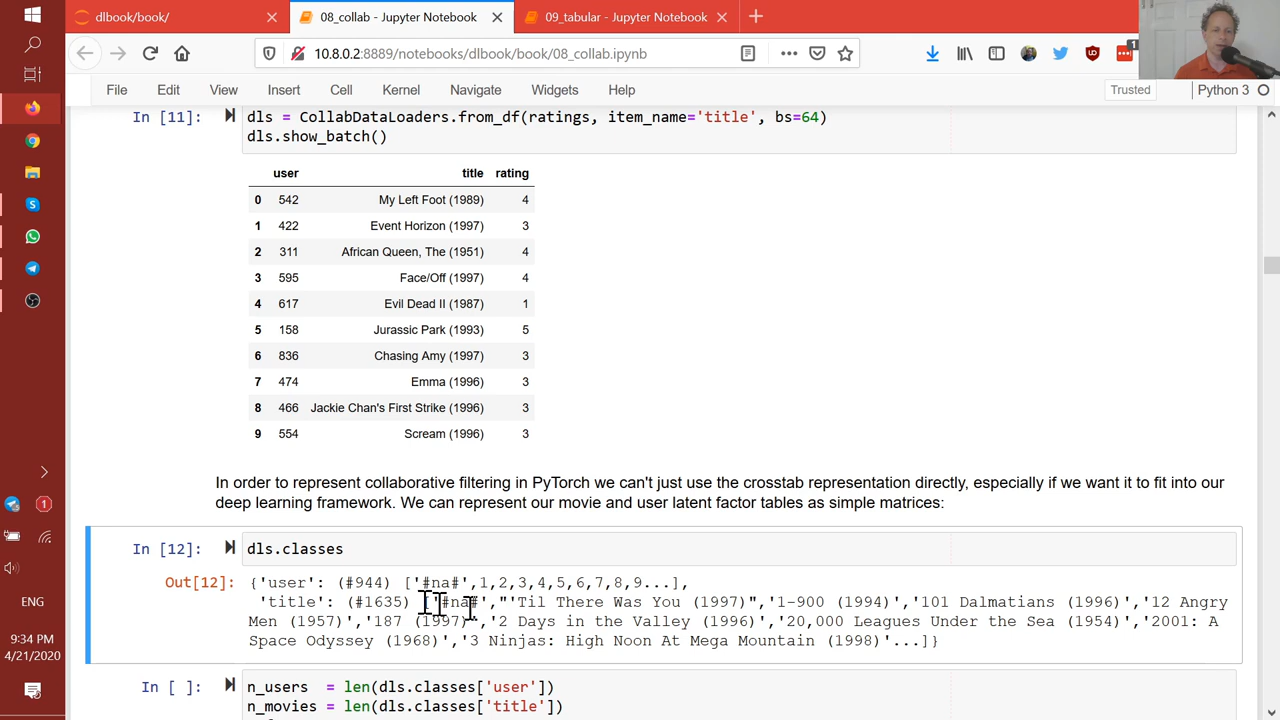 dlbook/book/
08_collab - Jupyter Notebook
09_tabular - Jupyter Notebook
10.8.0.2:8889/notebooks/dlbook/book/08_collab.ipynb
1
File Edit View Insert Cell Kernel Navigate Widgets Help
Trusted
Python 3
In [11]:
dls = CollabDataLoaders.from_df(ratings, item_name='title', bs=64)
dls.show_batch()
user title rating
0 542 My Left Foot (1989) 4
1 422 Event Horizon (1997) 3
2 311 African Queen, The (1951) 4
3 595 Face/Off (1997) 4
4 617 Evil Dead II (1987) 1
5 158 Jurassic Park (1993) 5
6 836 Chasing Amy (1997) 3
7 474 Emma (1996) 3
8 466 Jackie Chan's First Strike (1996) 3
9 554 Scream (1996) 3
In order to represent collaborative filtering in PyTorch we can't just use the crosstab representation directly, especially if we want it to fit into our
deep learning framework. We can represent our movie and user latent factor tables as simple matrices:
In [12]:
dls.classes
Out[12]:
{'user': (#944) ['#na#',1,2,3,4,5,6,7,8,9...],
'title': (#1635) ['#na#',"'Til There Was You (1997)",'1-900 (1994)','101 Dalmatians (1996)','12 Angry
Men (1957)','187 (1997)','2 Days in the Valley (1996)','20,000 Leagues Under the Sea (1954)','2001: A
Space Odyssey (1968)','3 Ninjas: High Noon At Mega Mountain (1998)'...]}
In [ ]:
n_users = len(dls.classes['user'])
n_movies = len(dls.classes['title'])
1
ENG
9:34 PM
4/21/2020